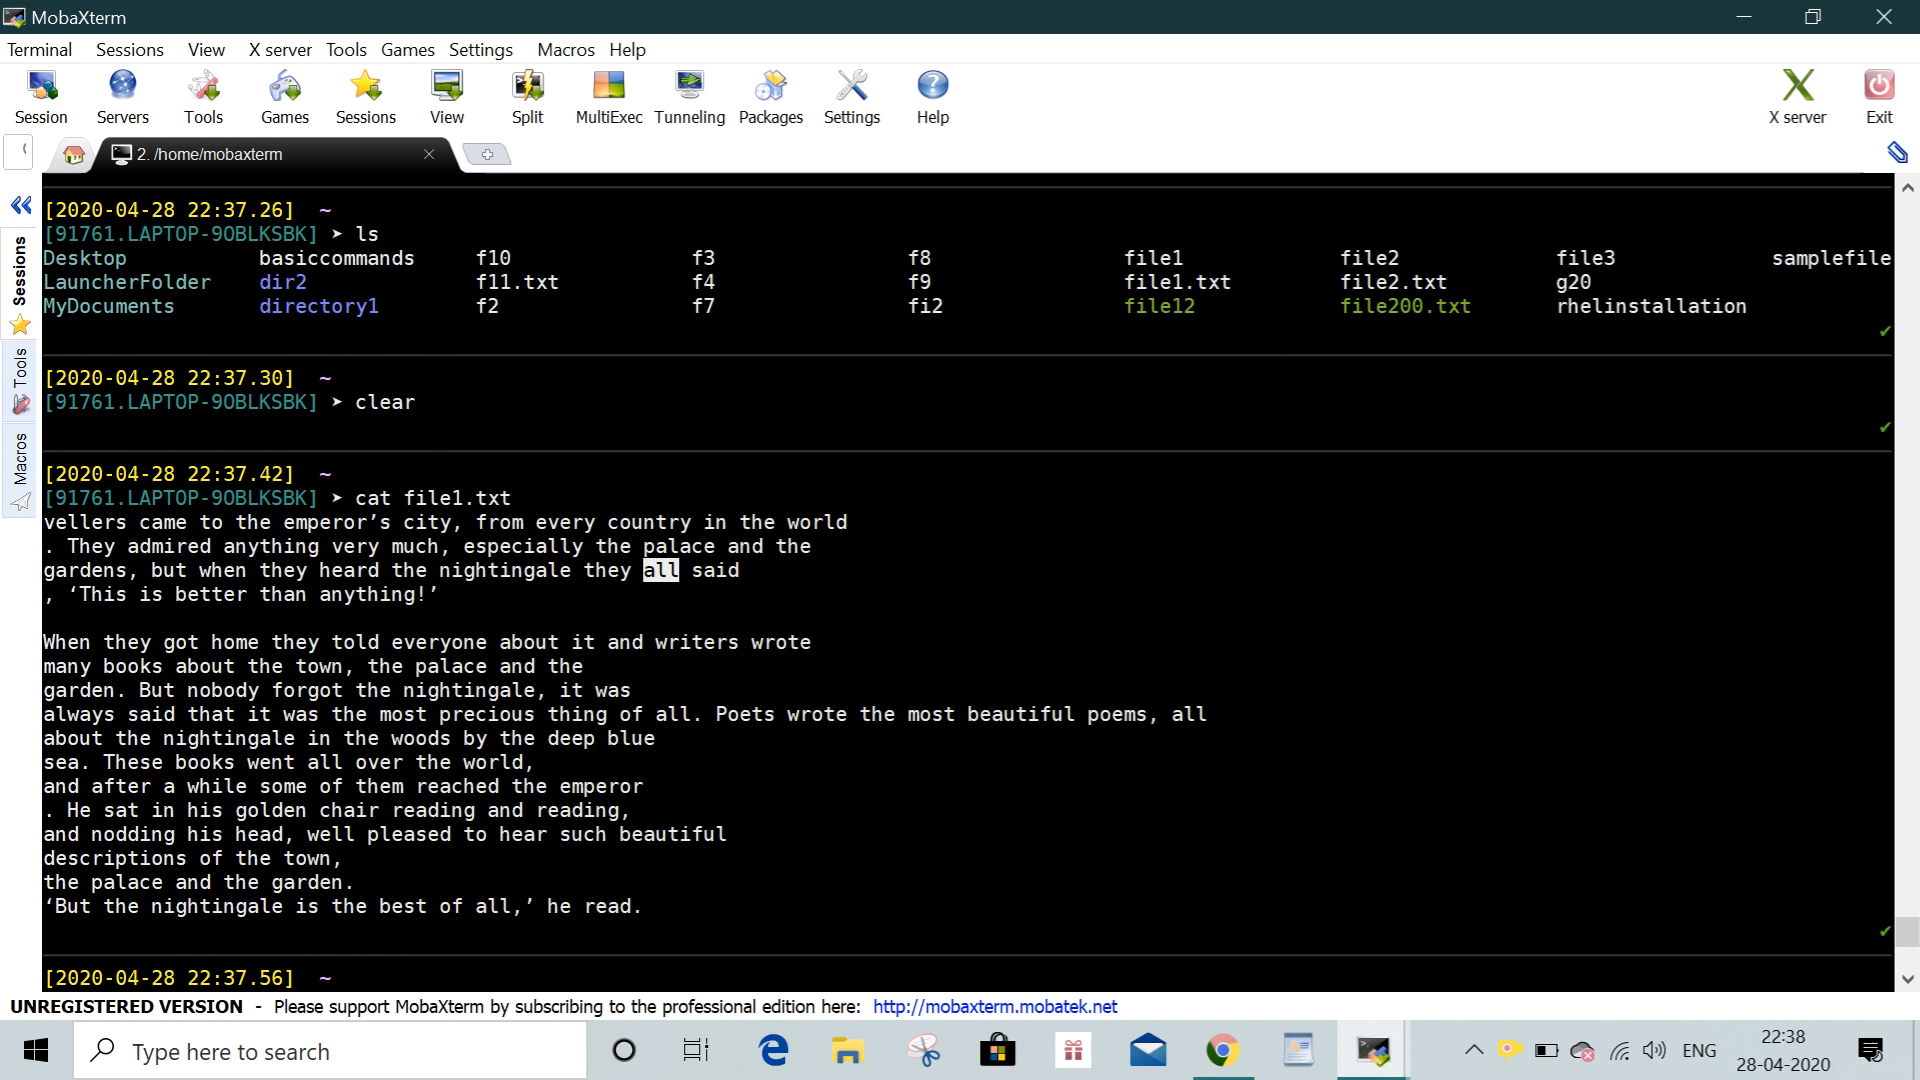 MobaXterm
Terminal Sessions View X server Tools Games Settings Macros Help
Session Servers Tools Games Sessions View Split MultiExec Tunneling Packages Settings Help X server Exit
2. /home/mobaxterm
Sessions
Tools
Macros
[2020-04-28 22:37.26] ~
[91761.LAPTOP-9OBLKSBK] ➤ ls
Desktop basiccommands f10 f3 f8 file1 file2 file3 samplefile
LauncherFolder dir2 f11.txt f4 f9 file1.txt file2.txt g20
MyDocuments directory1 f2 f7 fi2 file12 file200.txt rhelinstallation
[2020-04-28 22:37.30] ~
[91761.LAPTOP-9OBLKSBK] ➤ clear
[2020-04-28 22:37.42] ~
[91761.LAPTOP-9OBLKSBK] ➤ cat file1.txt
vellers came to the emperor’s city, from every country in the world
. They admired anything very much, especially the palace and the
gardens, but when they heard the nightingale they all said
, ‘This is better than anything!’
When they got home they told everyone about it and writers wrote
many books about the town, the palace and the
garden. But nobody forgot the nightingale, it was
always said that it was the most precious thing of all. Poets wrote the most beautiful poems, all
about the nightingale in the woods by the deep blue
sea. These books went all over the world,
and after a while some of them reached the emperor
. He sat in his golden chair reading and reading,
and nodding his head, well pleased to hear such beautiful
descriptions of the town,
the palace and the garden.
‘But the nightingale is the best of all,’ he read.
[2020-04-28 22:37.56] ~
UNREGISTERED VERSION - Please support MobaXterm by subscribing to the professional edition here: http://mobaxterm.mobatek.net
Type here to search
ENG
22:38
28-04-2020